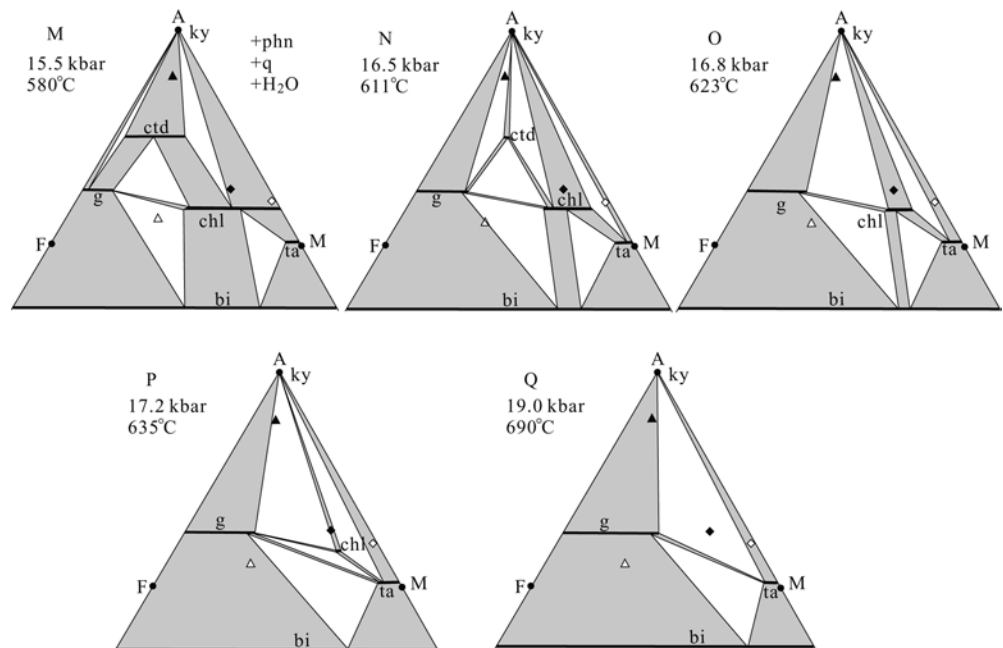 M
15.5 kbar
580°C
+phn
+q
+H₂O
A
ky
ctd
g
chl
F
M
ta
bi
N
16.5 kbar
611°C
A
ky
ctd
g
chl
F
M
ta
bi
O
16.8 kbar
623°C
A
ky
g
chl
F
M
ta
bi
P
17.2 kbar
635°C
A
ky
g
chl
F
M
ta
bi
Q
19.0 kbar
690°C
A
ky
g
F
M
ta
bi